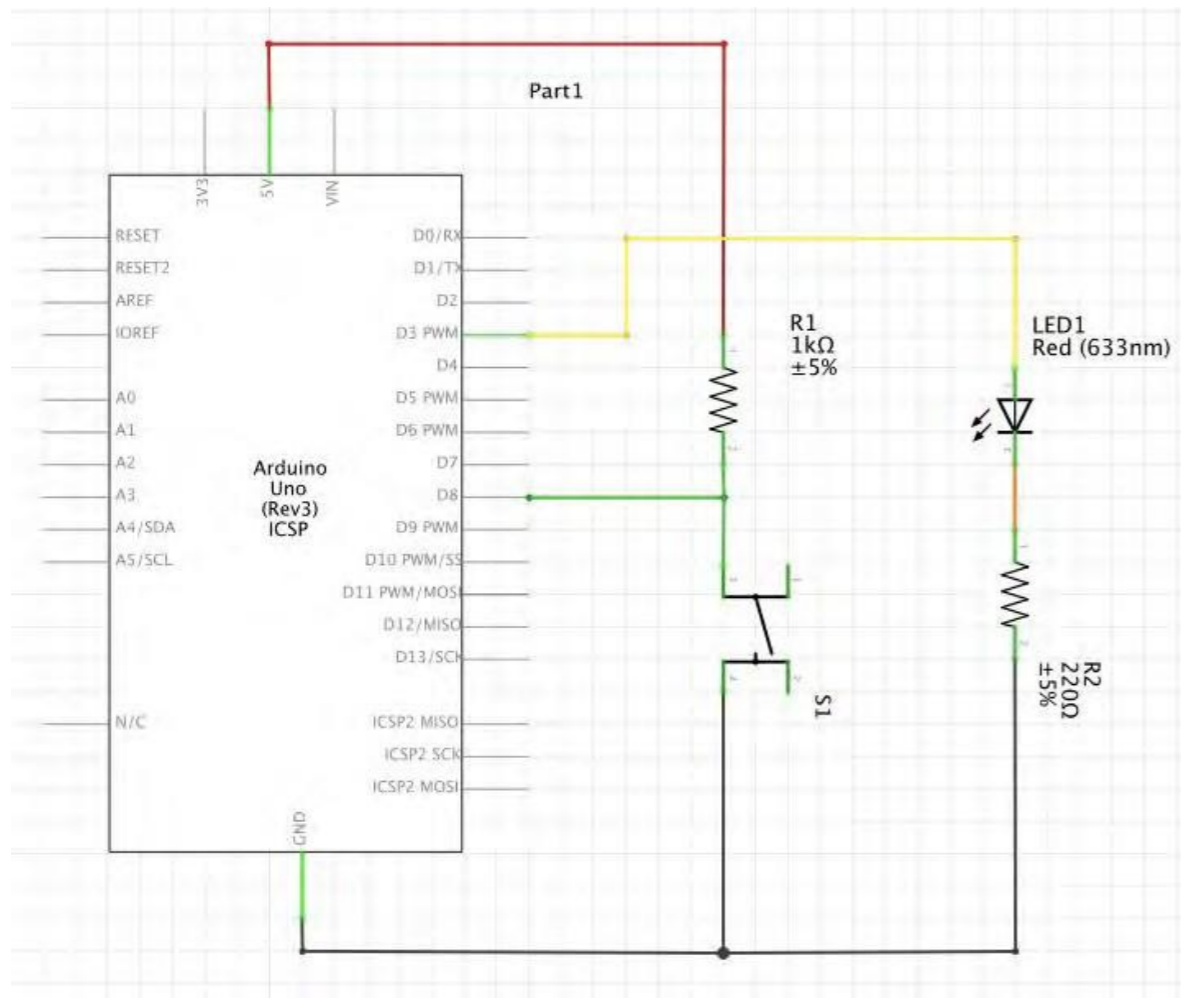 Part1
3V3
5V
VIN
RESET
RESET2
AREF
IOREF
A0
A1
A2
A3
A4/SDA
A5/SCL
N/C
Arduino
Uno
(Rev3)
ICSP
D0/RX
D1/TX
D2
D3 PWM
D4
D5 PWM
D6 PWM
D7
D8
D9 PWM
D10 PWM/SS
D11 PWM/MOSI
D12/MISO
D13/SCK
ICSP2 MISO
ICSP2 SCK
ICSP2 MOSI
GND
R1
1kΩ
±5%
LED1
Red (633nm)
S1
R2
220Ω
±5%